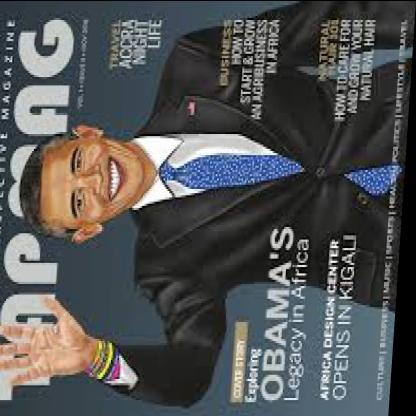 MAGAZINE
MAG
TRAVEL
ACCRA
NIGHT
LIFE
BUSINESS
HOW TO
START & GROW
AN AGRIBUSINESS
IN AFRICA
NATURAL
HAIR 101
HOW TO CARE FOR
AND GROW YOUR
NATURAL HAIR
COVER STORY
Exploring
OBAMA'S
Legacy in Africa
AFRICA DESIGN CENTER
OPENS IN KIGALI
CULTURE | BUSINESS | MUSIC | SPORTS | HEALTH | POLITICS | LIFESTYLE | TRAVEL